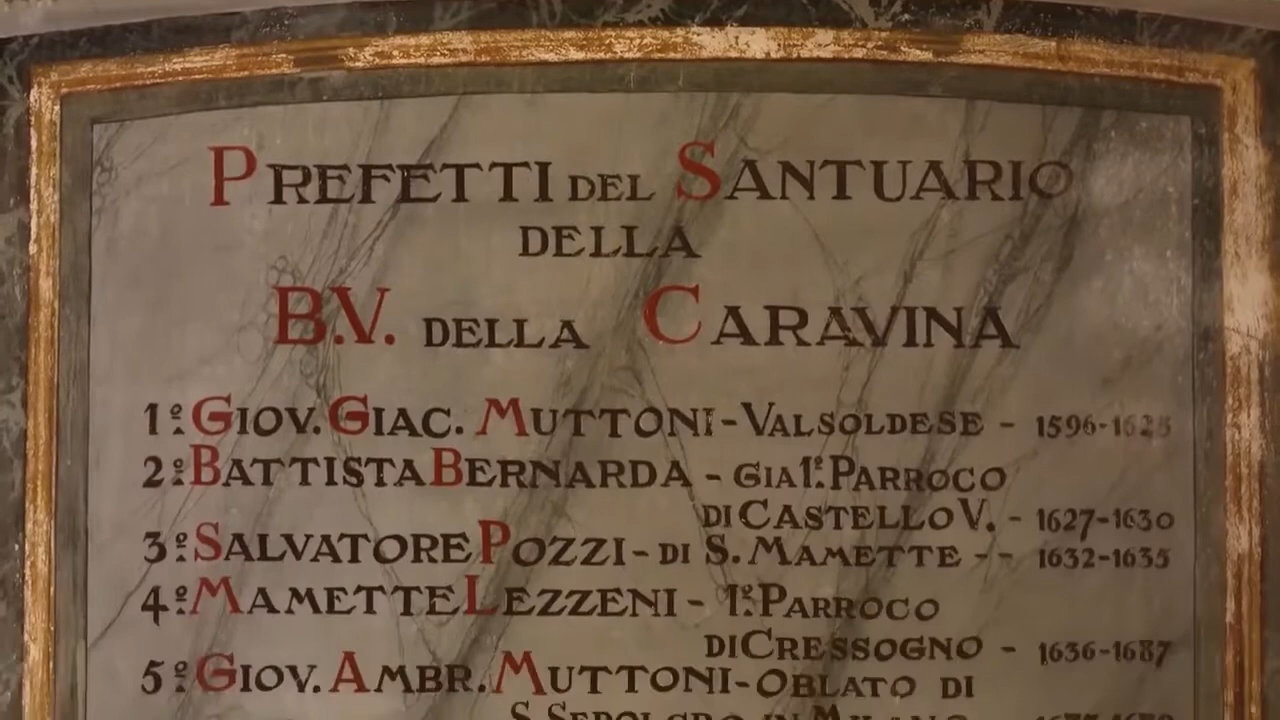 PREFETTI DEL SANTUARIO
DELLA
B.V. DELLA CARAVINA
1º GIOV. GIAC. MUTTONI - VALSOLDESE - 1596-1625
2º BATTISTA BERNARDA - GIA 1º PARROCO
DI CASTELLO V. - 1627-1630
3º SALVATORE POZZI - DI S. MAMETTE - - 1632-1635
4º MAMETTE LEZZENI - 1º PARROCO
DI CRESSOGNO - 1636-1687
5º GIOV. AMBR. MUTTONI - OBLATO DI